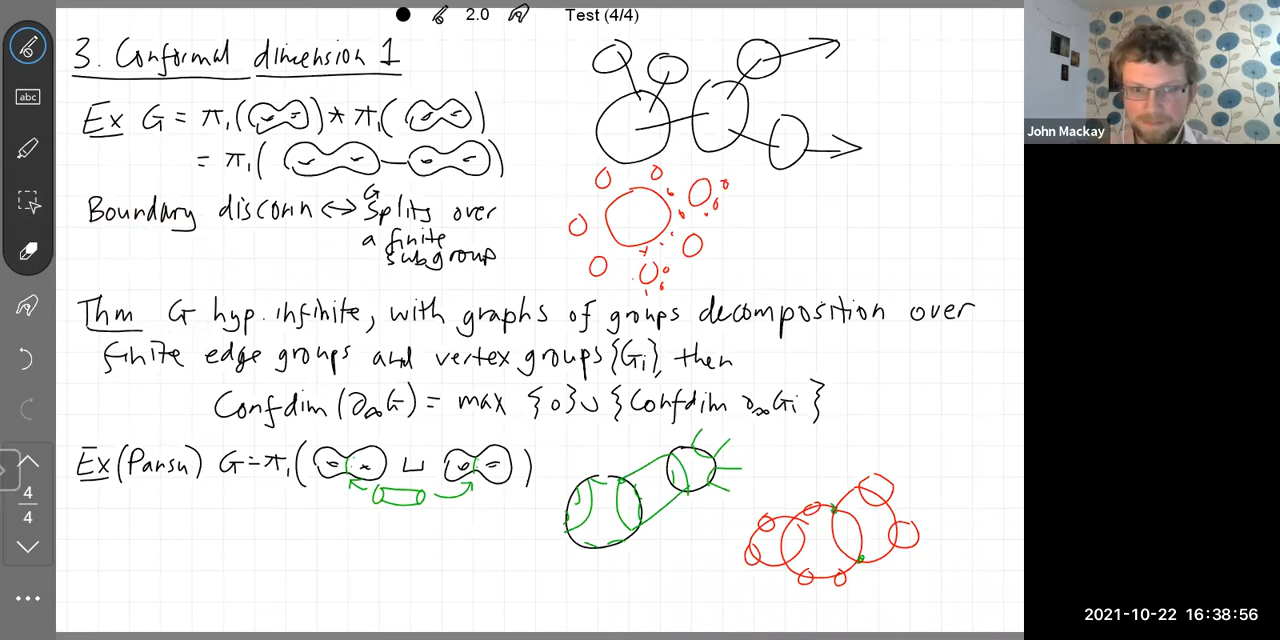 2.0
Test (4/4)
abc
3. Conformal dimension 1
Ex G = π₁( ) * π₁( )
= π₁( )
Boundary disconn ↔ G splits over
a finite
subgroup
Thm G hyp. infinite, with graphs of groups decomposition over
finite edge groups and vertex groups {Gi}, then
Confdim (∂∞G) = max {0} ∪ {Confdim ∂∞Gi}
Ex (Pansu) G = π₁( ⊔ )
4
4
John Mackay
2021-10-22 16:38:56